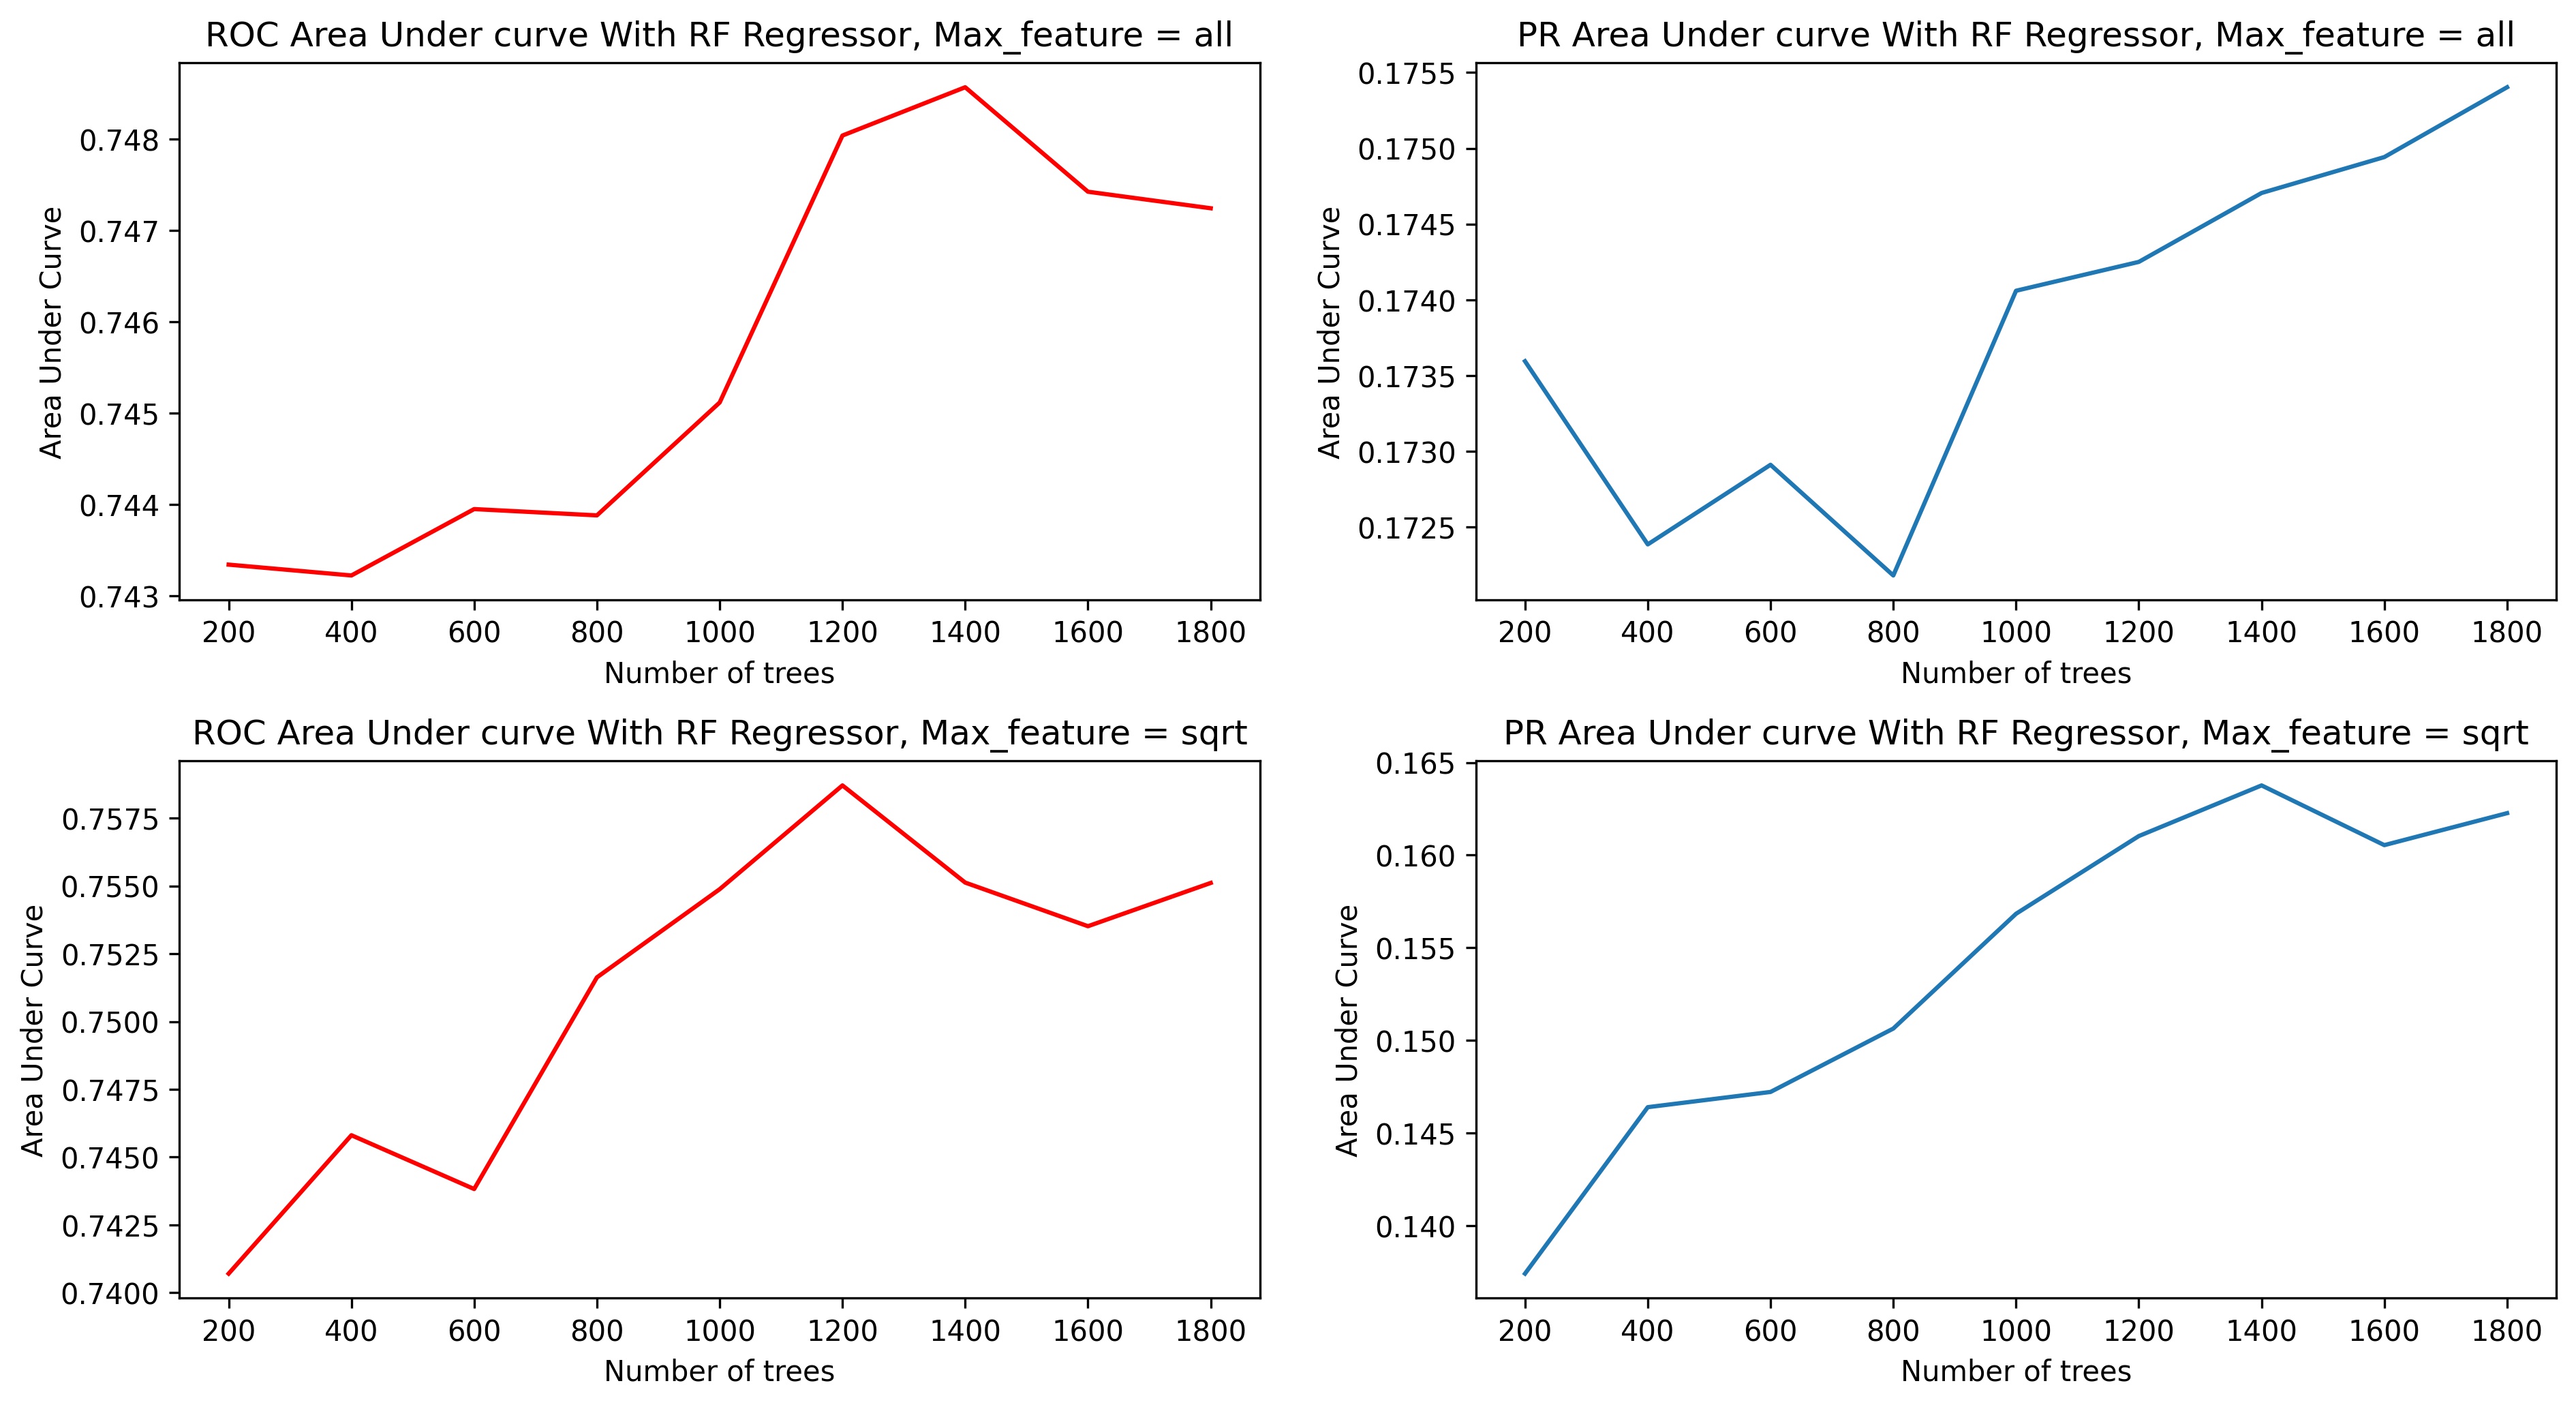 ROC Area Under curve With RF Regressor, Max_feature = all
0.748
0.747
0.746
0.745
0.744
0.743
Area Under Curve
200 400 600 800 1000 1200 1400 1600 1800
Number of trees
PR Area Under curve With RF Regressor, Max_feature = all
0.1755
0.1750
0.1745
0.1740
0.1735
0.1730
0.1725
Area Under Curve
200 400 600 800 1000 1200 1400 1600 1800
Number of trees
ROC Area Under curve With RF Regressor, Max_feature = sqrt
0.7575
0.7550
0.7525
0.7500
0.7475
0.7450
0.7425
0.7400
Area Under Curve
200 400 600 800 1000 1200 1400 1600 1800
Number of trees
PR Area Under curve With RF Regressor, Max_feature = sqrt
0.165
0.160
0.155
0.150
0.145
0.140
Area Under Curve
200 400 600 800 1000 1200 1400 1600 1800
Number of trees